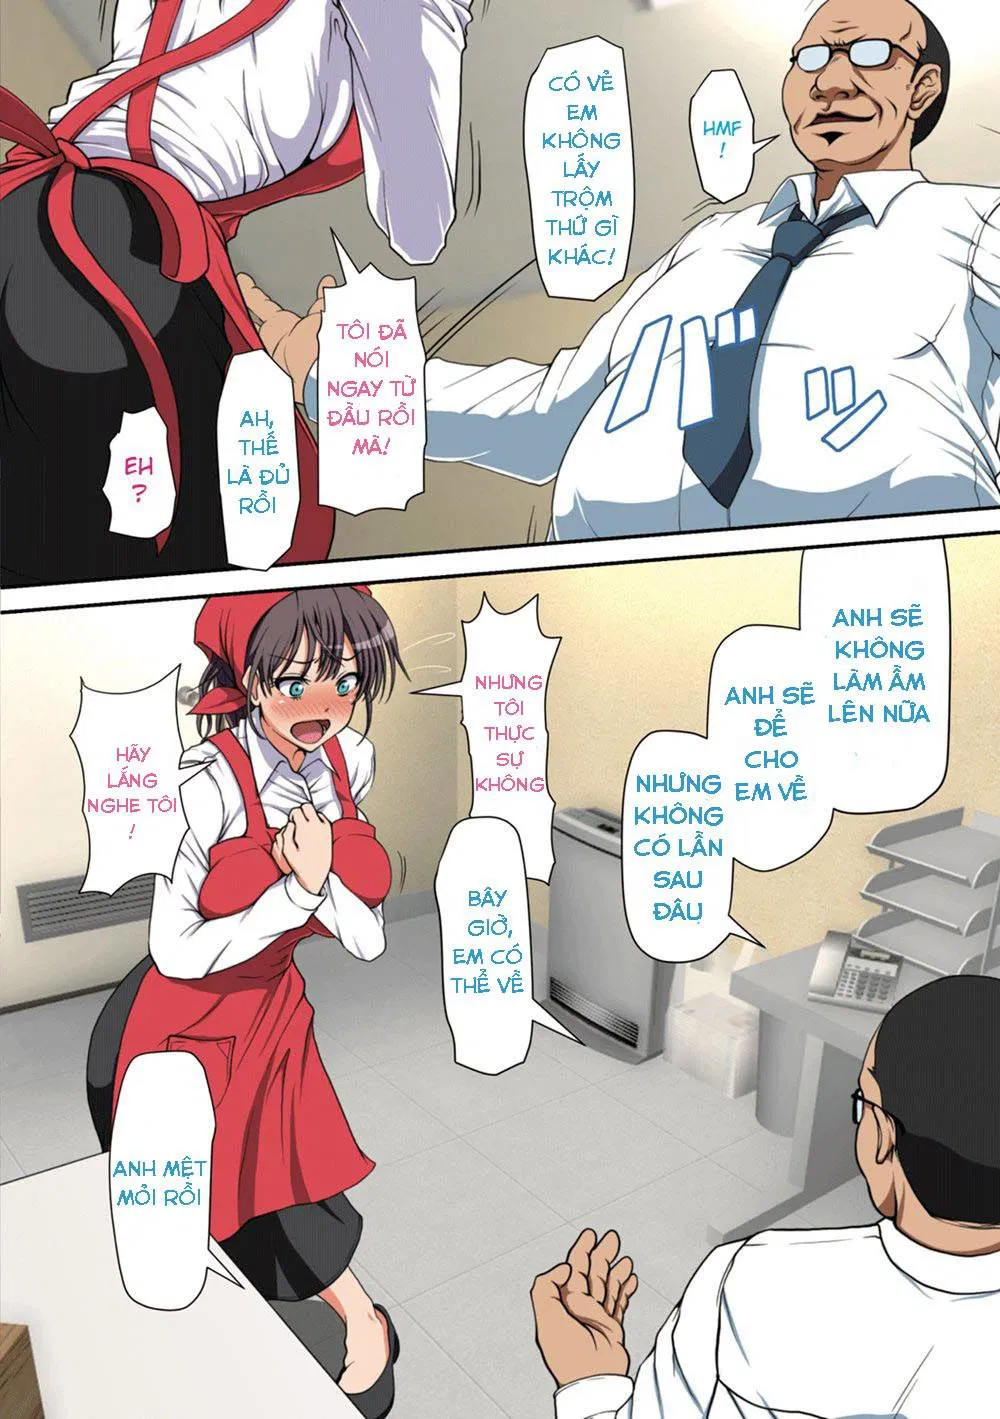 HMF
!
CÓ VẺ
EM
KHÔNG
LẤY
TRỘM
THỨ GÌ
KHÁC!
バッ
TÔI ĐÃ
NÓI
NGAY TỪ
ĐẦU RỒI
MÀ!
AH,
THẾ
LÀ ĐỦ
RỒI
EH
?
ANH SẼ
KHÔNG
LÀM ẦM
LÊN NỮA
ANH SẼ
ĐỂ
CHO
EM VỀ
NHƯNG
KHÔNG
CÓ LẦN
SAU
ĐÂU
NHƯNG
TÔI
THỰC
SỰ
KHÔNG
HÃY
LẮNG
NGHE TÔI
!
BÂY
GIỜ,
EM CÓ
THỂ VỀ
ANH MỆT
MỎI RỒI